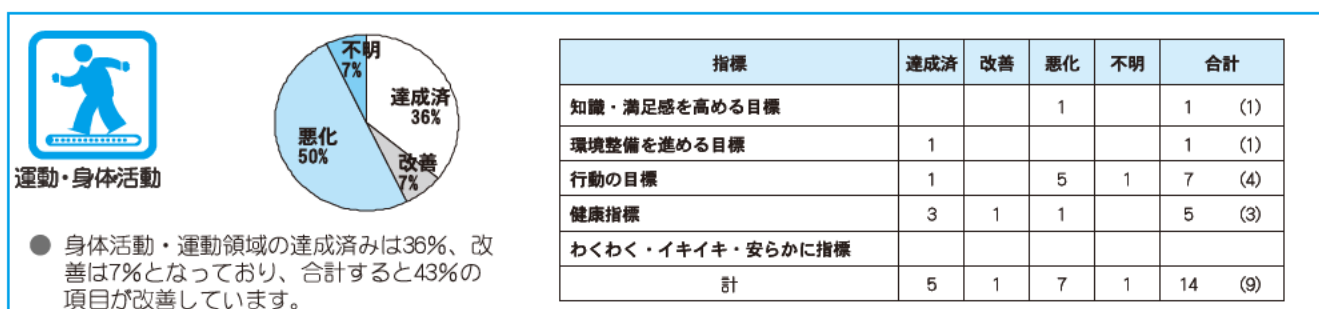 不明
7%
達成済
36%
悪化
50%
改善
7%
運動・身体活動
● 身体活動・運動領域の達成済みは36%、改
善は7%となっており、合計すると43%の
項目が改善しています。
指標 達成済 改善 悪化 不明 合計
知識・満足感を高める目標 1 1 (1)
環境整備を進める目標 1 1 (1)
行動の目標 1 5 1 7 (4)
健康指標 3 1 1 5 (3)
わくわく・イキイキ・安らかに指標
計 5 1 7 1 14 (9)